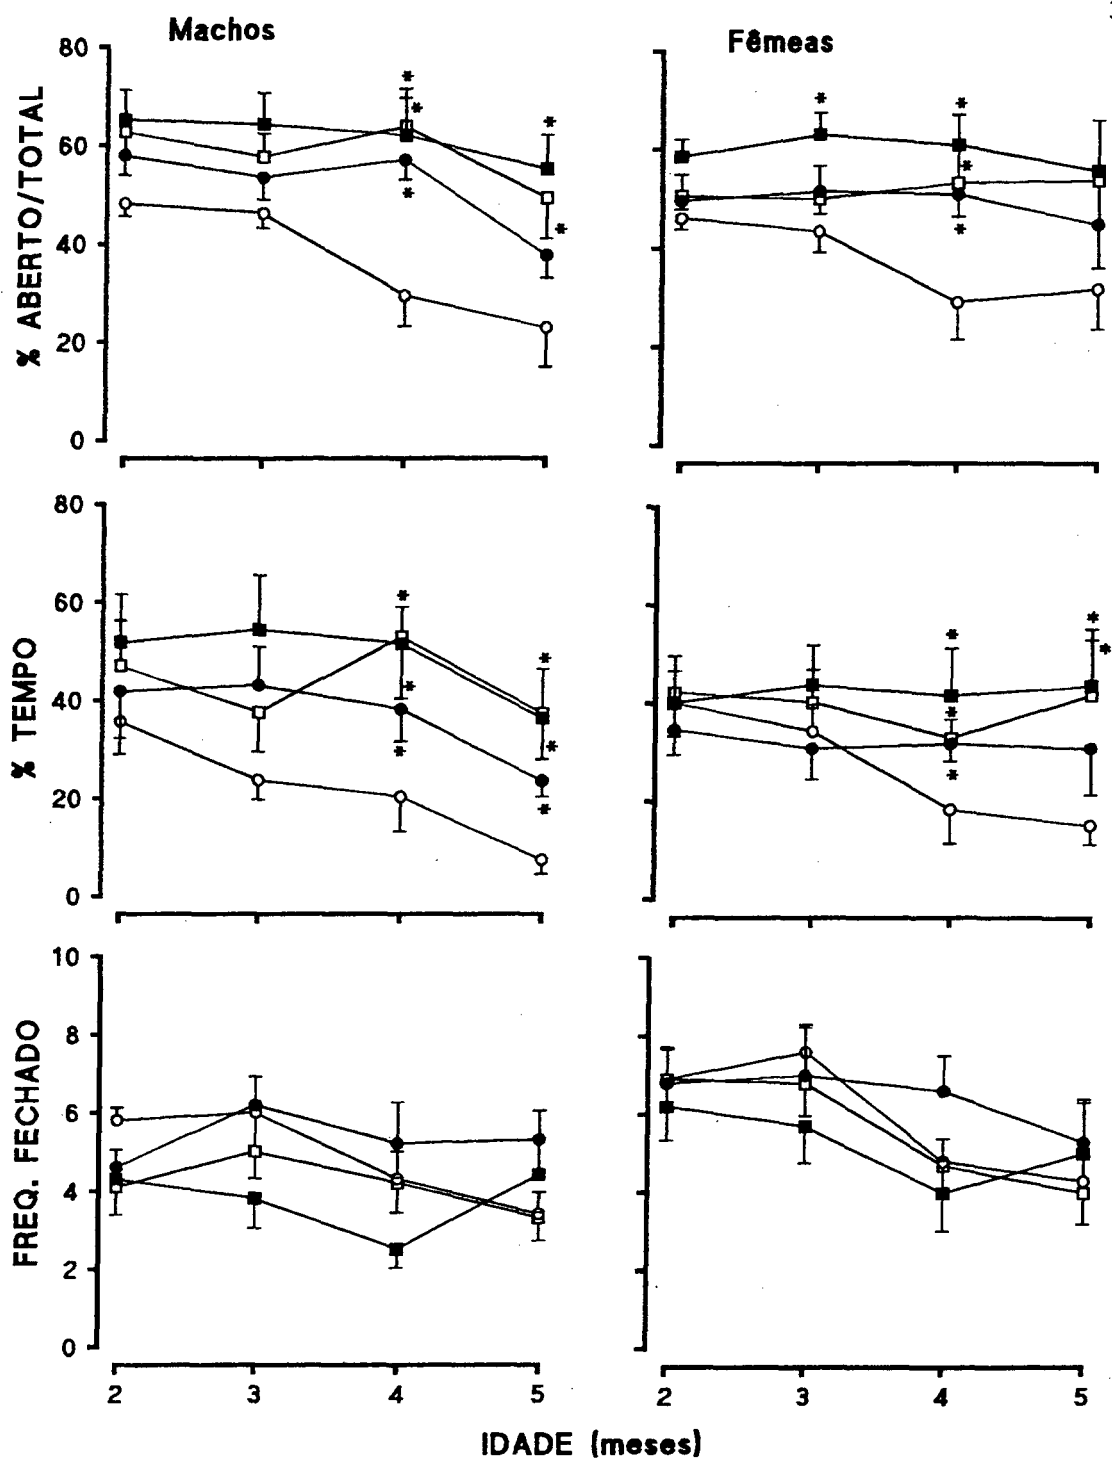 Machos
Fêmeas
% ABERTO/TOTAL
80
60
40
20
0
* * * * * *
* * * * 
% TEMPO
80
60
40
20
0
* * * * * *
* * * * *
FREQ. FECHADO
10
8
6
4
2
0
2 3 4 5
2 3 4 5
IDADE (meses)